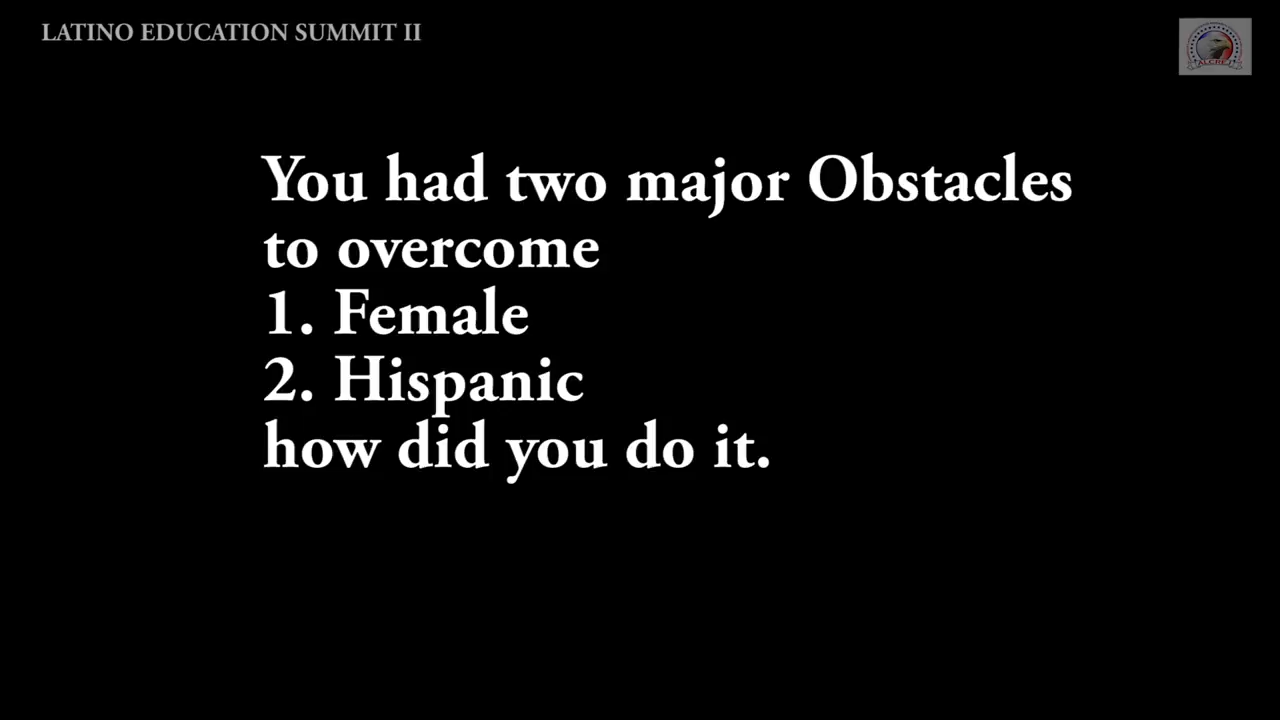 LATINO EDUCATION SUMMIT II
You had two major Obstacles
to overcome
1. Female
2. Hispanic
how did you do it.